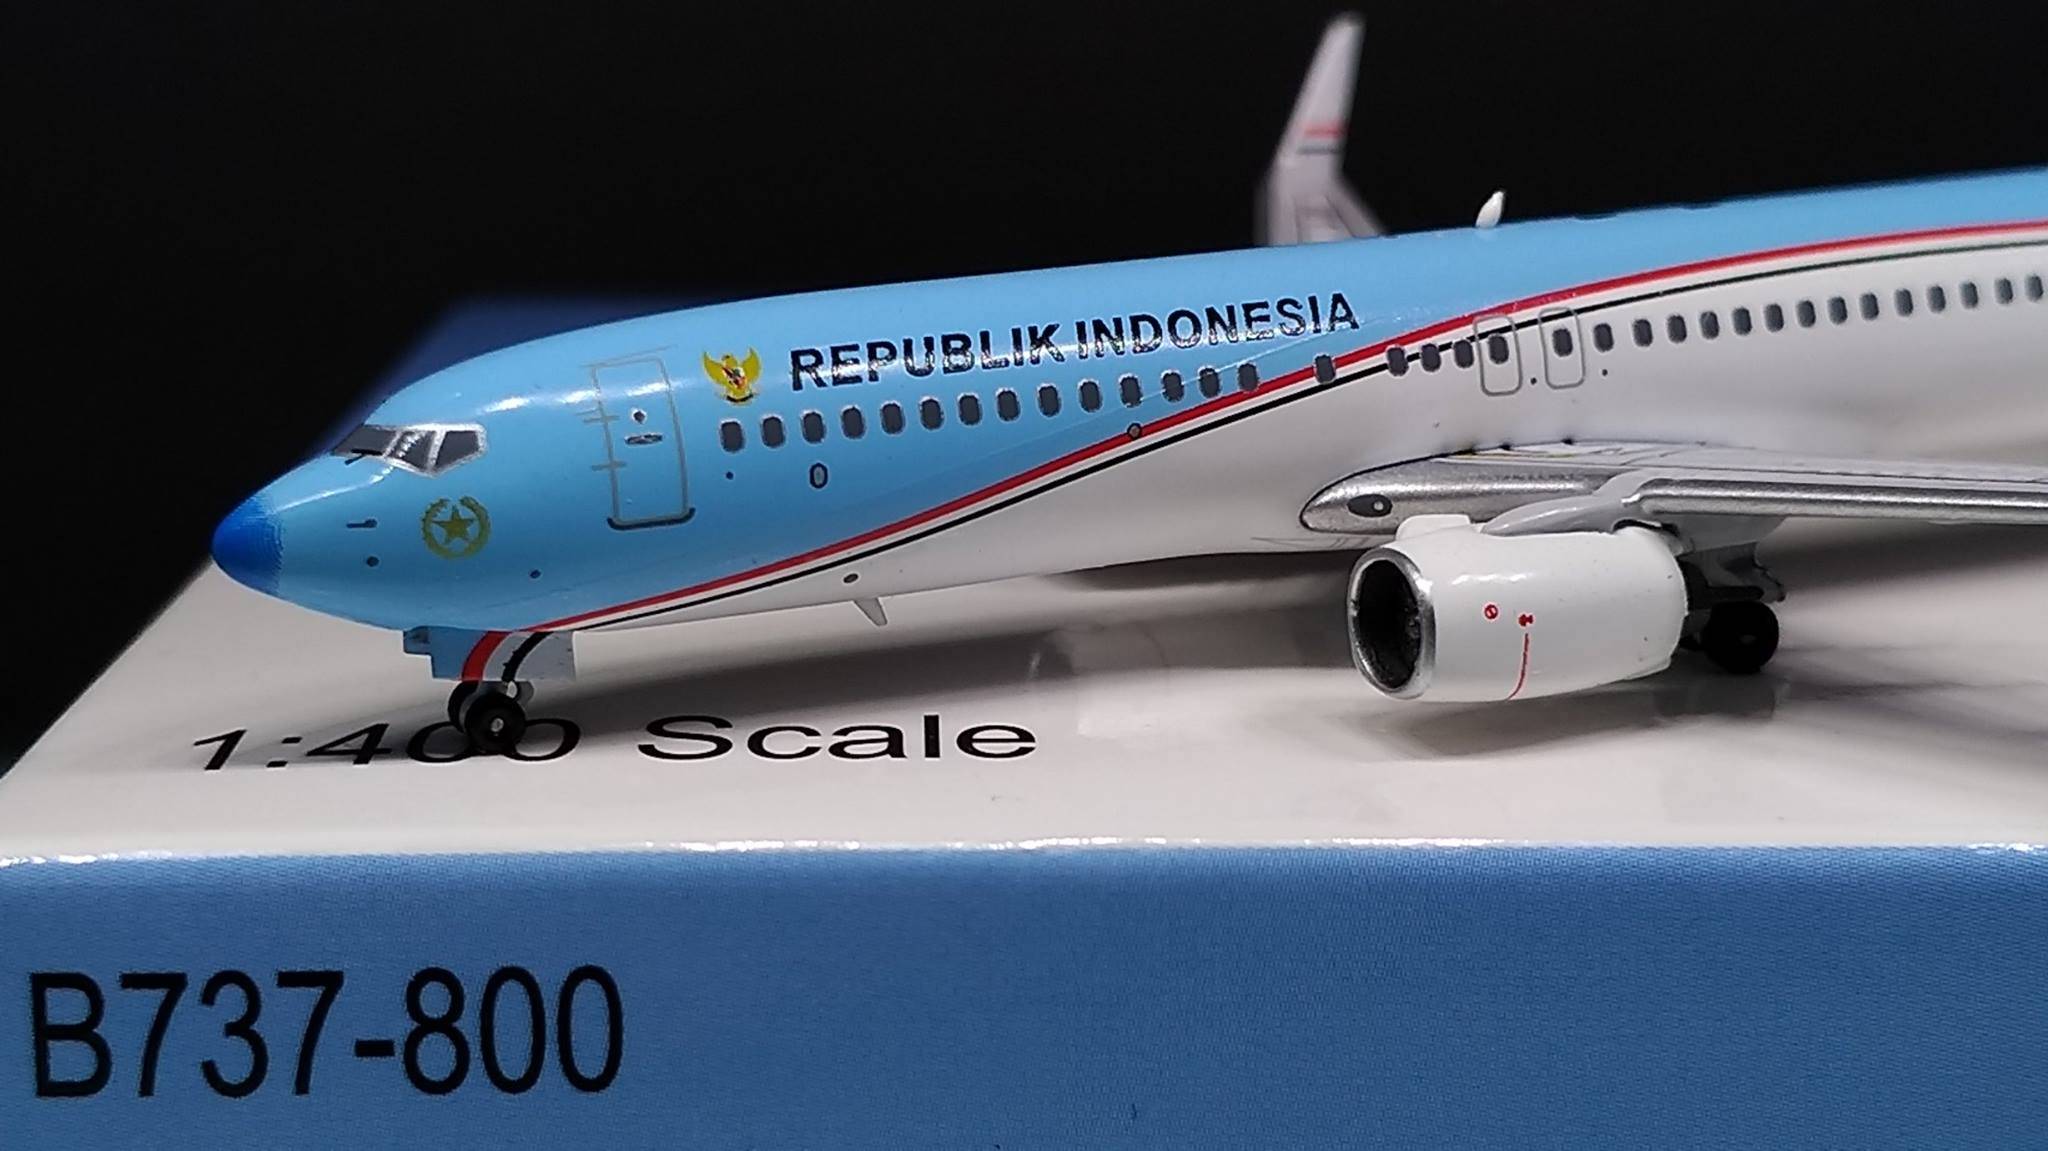 REPUBLIK INDONESIA
1:400 Scale
B737-800